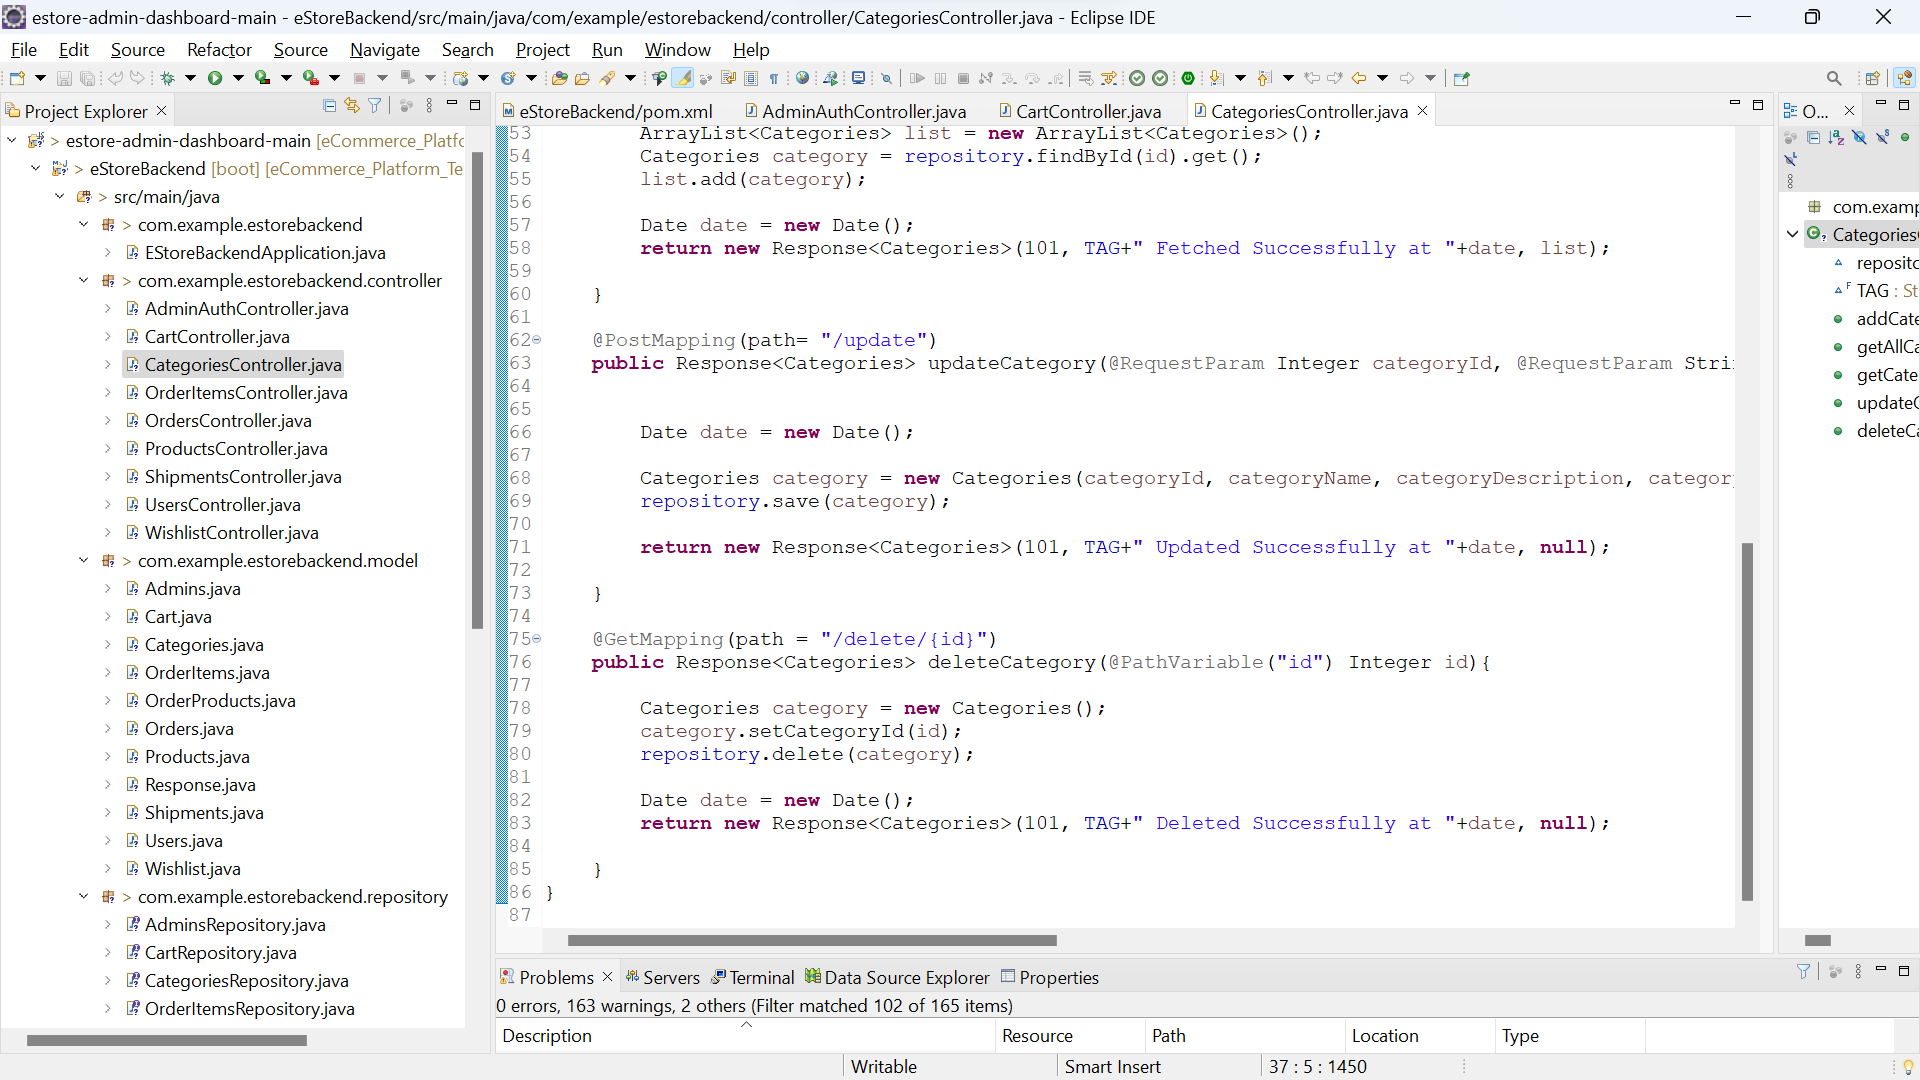 estore-admin-dashboard-main - eStoreBackend/src/main/java/com/example/estorebackend/controller/CategoriesController.java - Eclipse IDE
File Edit Source Refactor Source Navigate Search Project Run Window Help
Project Explorer
> estore-admin-dashboard-main [eCommerce_Platfo
> eStoreBackend [boot] [eCommerce_Platform_Te
> src/main/java
> com.example.estorebackend
EStoreBackendApplication.java
> com.example.estorebackend.controller
AdminAuthController.java
CartController.java
CategoriesController.java
OrderItemsController.java
OrdersController.java
ProductsController.java
ShipmentsController.java
UsersController.java
WishlistController.java
> com.example.estorebackend.model
Admins.java
Cart.java
Categories.java
OrderItems.java
OrderProducts.java
Orders.java
Products.java
Response.java
Shipments.java
Users.java
Wishlist.java
> com.example.estorebackend.repository
AdminsRepository.java
CartRepository.java
CategoriesRepository.java
OrderItemsRepository.java
eStoreBackend/pom.xml AdminAuthController.java CartController.java CategoriesController.java
53 ArrayList<Categories> list = new ArrayList<Categories>();
54 Categories category = repository.findById(id).get();
55 list.add(category);
56
57 Date date = new Date();
58 return new Response<Categories>(101, TAG+" Fetched Successfully at "+date, list);
59
60 }
61
62 @PostMapping(path= "/update")
63 public Response<Categories> updateCategory(@RequestParam Integer categoryId, @RequestParam Stri
64
65
66 Date date = new Date();
67
68 Categories category = new Categories(categoryId, categoryName, categoryDescription, categor
69 repository.save(category);
70
71 return new Response<Categories>(101, TAG+" Updated Successfully at "+date, null);
72
73 }
74
75 @GetMapping(path = "/delete/{id}")
76 public Response<Categories> deleteCategory(@PathVariable("id") Integer id){
77
78 Categories category = new Categories();
79 category.setCategoryId(id);
80 repository.delete(category);
81
82 Date date = new Date();
83 return new Response<Categories>(101, TAG+" Deleted Successfully at "+date, null);
84
85 }
86 }
87
O...
com.examp
Categories
reposito
TAG : St
addCate
getAllCa
getCate
updateC
deleteCa
Problems Servers Terminal Data Source Explorer Properties
0 errors, 163 warnings, 2 others (Filter matched 102 of 165 items)
Description Resource Path Location Type
Writable Smart Insert 37 : 5 : 1450